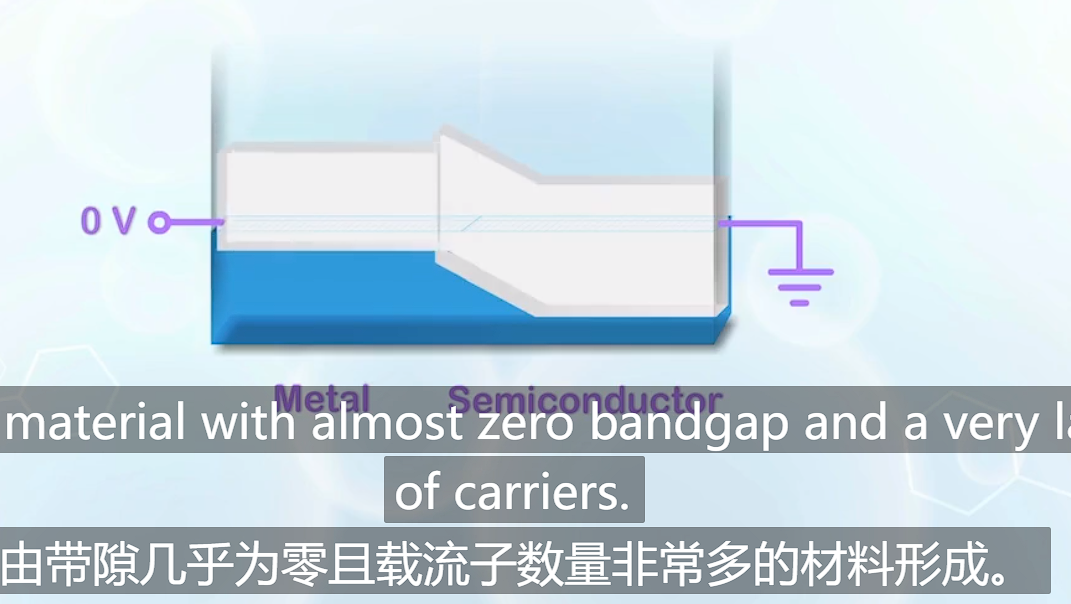 0 V
Metal Semiconductor
material with almost zero bandgap and a very
of carriers.
由带隙几乎为零且载流子数量非常多的材料形成。